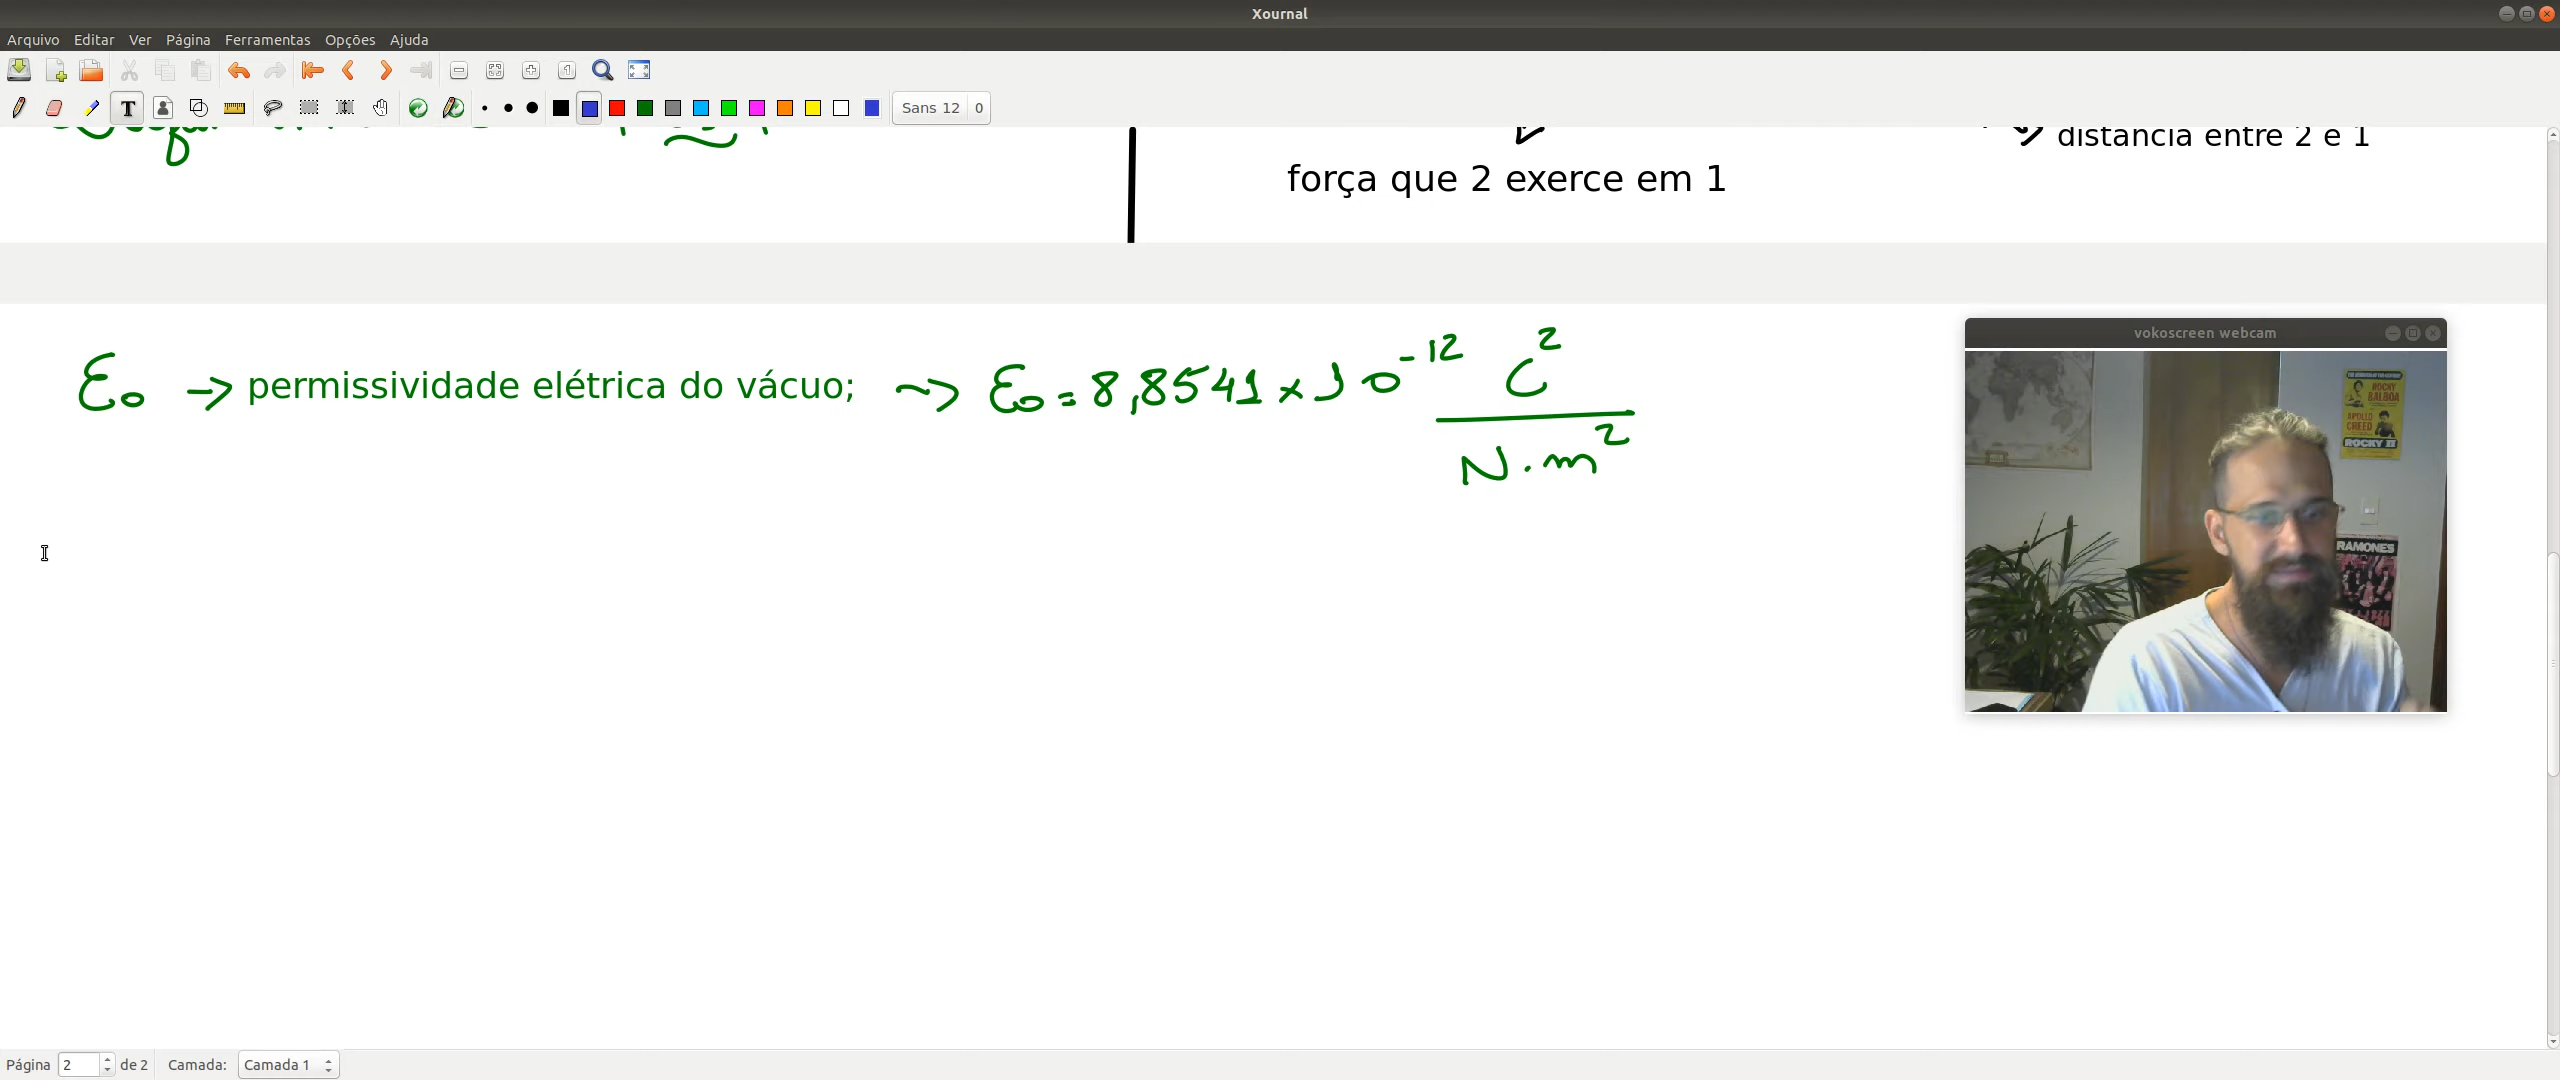 Xournal
Arquivo Editar Ver Página Ferramentas Opções Ajuda
Sans 12 0
distância entre 2 e 1
força que 2 exerce em 1
ε₀ → permissividade elétrica do vácuo; ~> ε₀ = 8,8541 x 10⁻¹² C²
N·m²
vokoscreen webcam
ROCKY
BALBOA
APOLLO
CREED
ROCKY II
RAMONES
Página 2 de 2 Camada: Camada 1